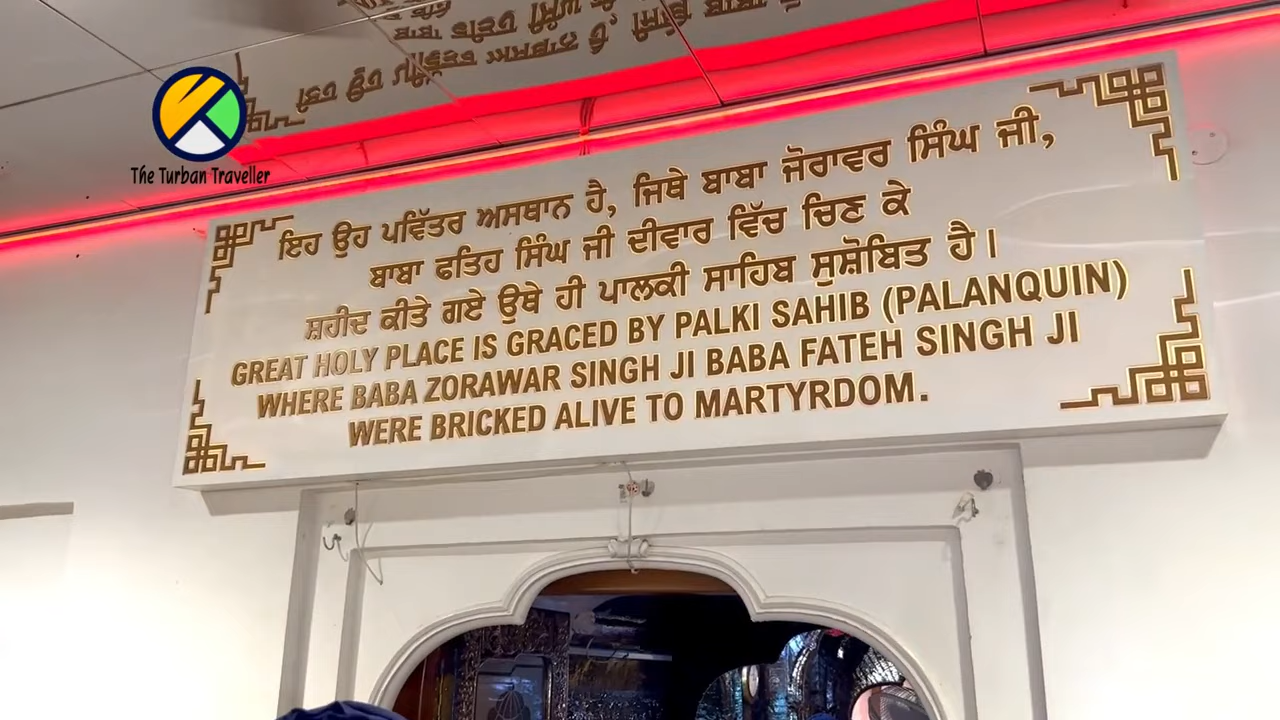 The Turban Traveller
ਇਹ ਉਹ ਪਵਿੱਤਰ ਅਸਥਾਨ ਹੈ, ਜਿਥੇ ਬਾਬਾ ਜੋਰਾਵਰ ਸਿੰਘ ਜੀ,
ਬਾਬਾ ਫਤਿਹ ਸਿੰਘ ਜੀ ਦੀਵਾਰ ਵਿੱਚ ਚਿਣ ਕੇ
ਸ਼ਹੀਦ ਕੀਤੇ ਗਏ ਉਥੇ ਹੀ ਪਾਲਕੀ ਸਾਹਿਬ ਸੁਸ਼ੋਬਿਤ ਹੈ।
GREAT HOLY PLACE IS GRACED BY PALKI SAHIB (PALANQUIN)
WHERE BABA ZORAWAR SINGH JI BABA FATEH SINGH JI
WERE BRICKED ALIVE TO MARTYRDOM.